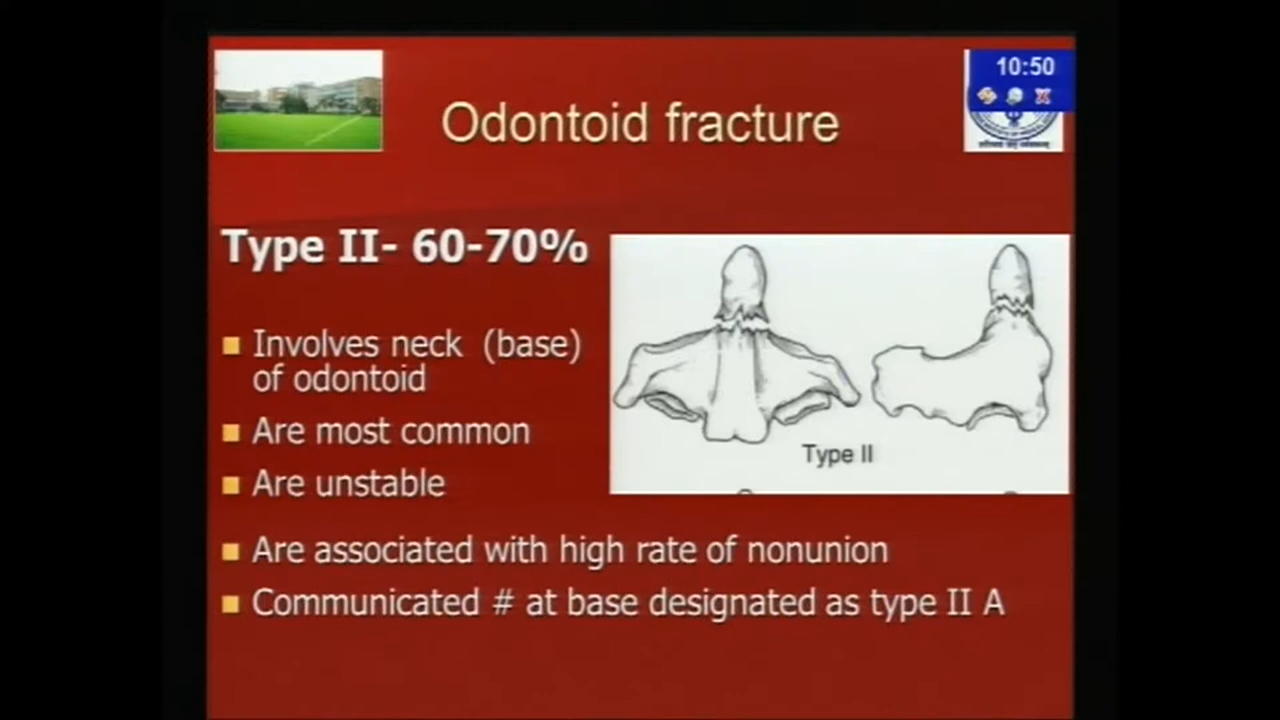 10:50
Odontoid fracture
Type II- 60-70%
Involves neck (base)
of odontoid
Are most common
Are unstable
Type II
Are associated with high rate of nonunion
Communicated # at base designated as type II A